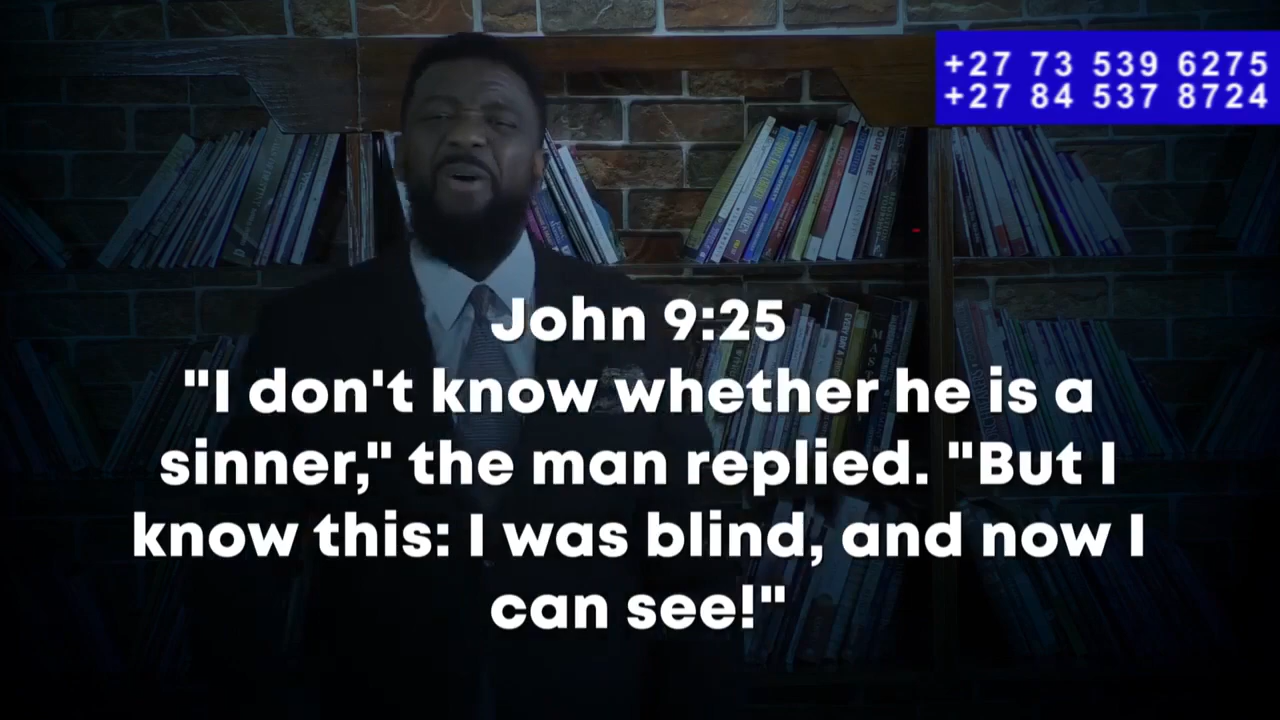 +27 73 539 6275
+27 84 537 8724
John 9:25
"I don't know whether he is a
sinner," the man replied. "But I
know this: I was blind, and now I
can see!"